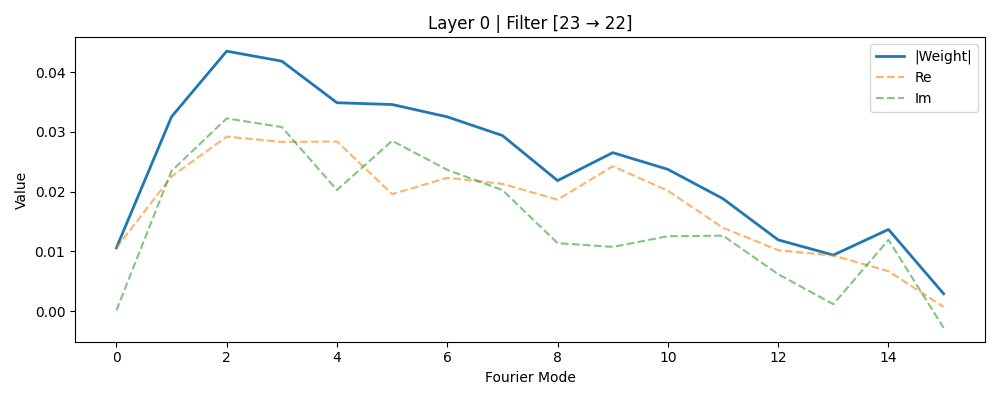 Layer 0 | Filter [23 → 22]
|Weight|
Re
Im
Value
0.04
0.03
0.02
0.01
0.00
0 2 4 6 8 10 12 14
Fourier Mode